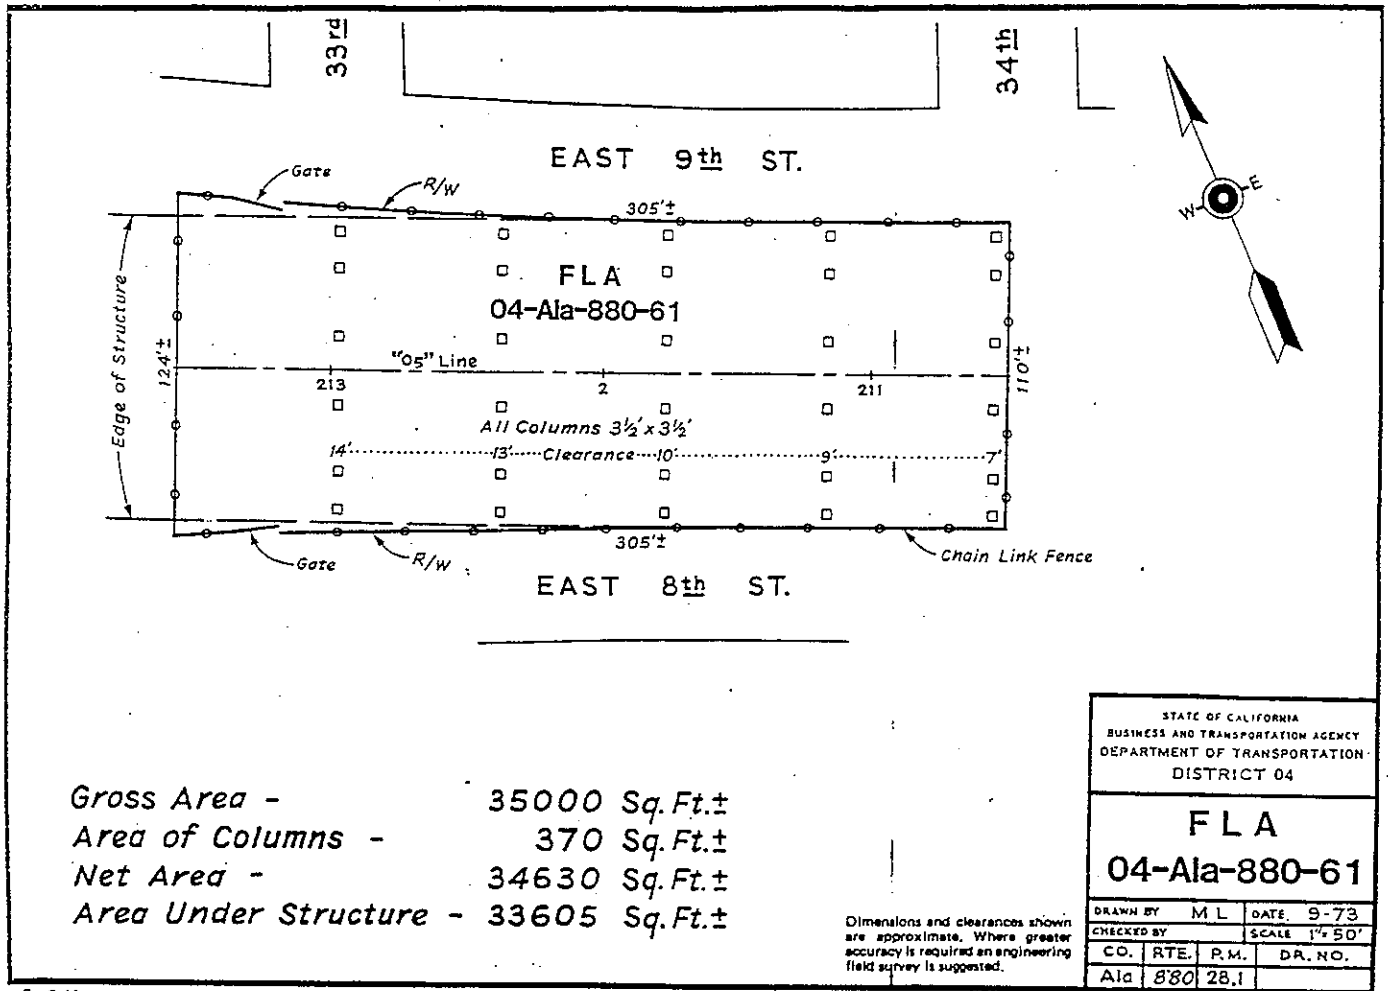 33rd
34th
EAST 9th ST.
Gate
R/W
305'±
E
W
Edge of Structure
124'±
FLA
04-Ala-880-61
"05" Line
213
2
211
110'±
All Columns 3½' x 3½'
14' 13' Clearance 10' 9' 7'
305'±
Gate
R/W
Chain Link Fence
EAST 8th ST.
Gross Area - 35000 Sq. Ft.±
Area of Columns - 370 Sq. Ft.±
Net Area - 34630 Sq. Ft.±
Area Under Structure - 33605 Sq. Ft.±
Dimensions and clearances shown
are approximate. Where greater
accuracy is required an engineering
field survey is suggested.
STATE OF CALIFORNIA
BUSINESS AND TRANSPORTATION AGENCY
DEPARTMENT OF TRANSPORTATION
DISTRICT 04
FLA
04-Ala-880-61
DRAWN BY M L DATE. 9-73
CHECKED BY SCALE 1"= 50'
CO. RTE. P.M. DR. NO.
Ala 880 28.1